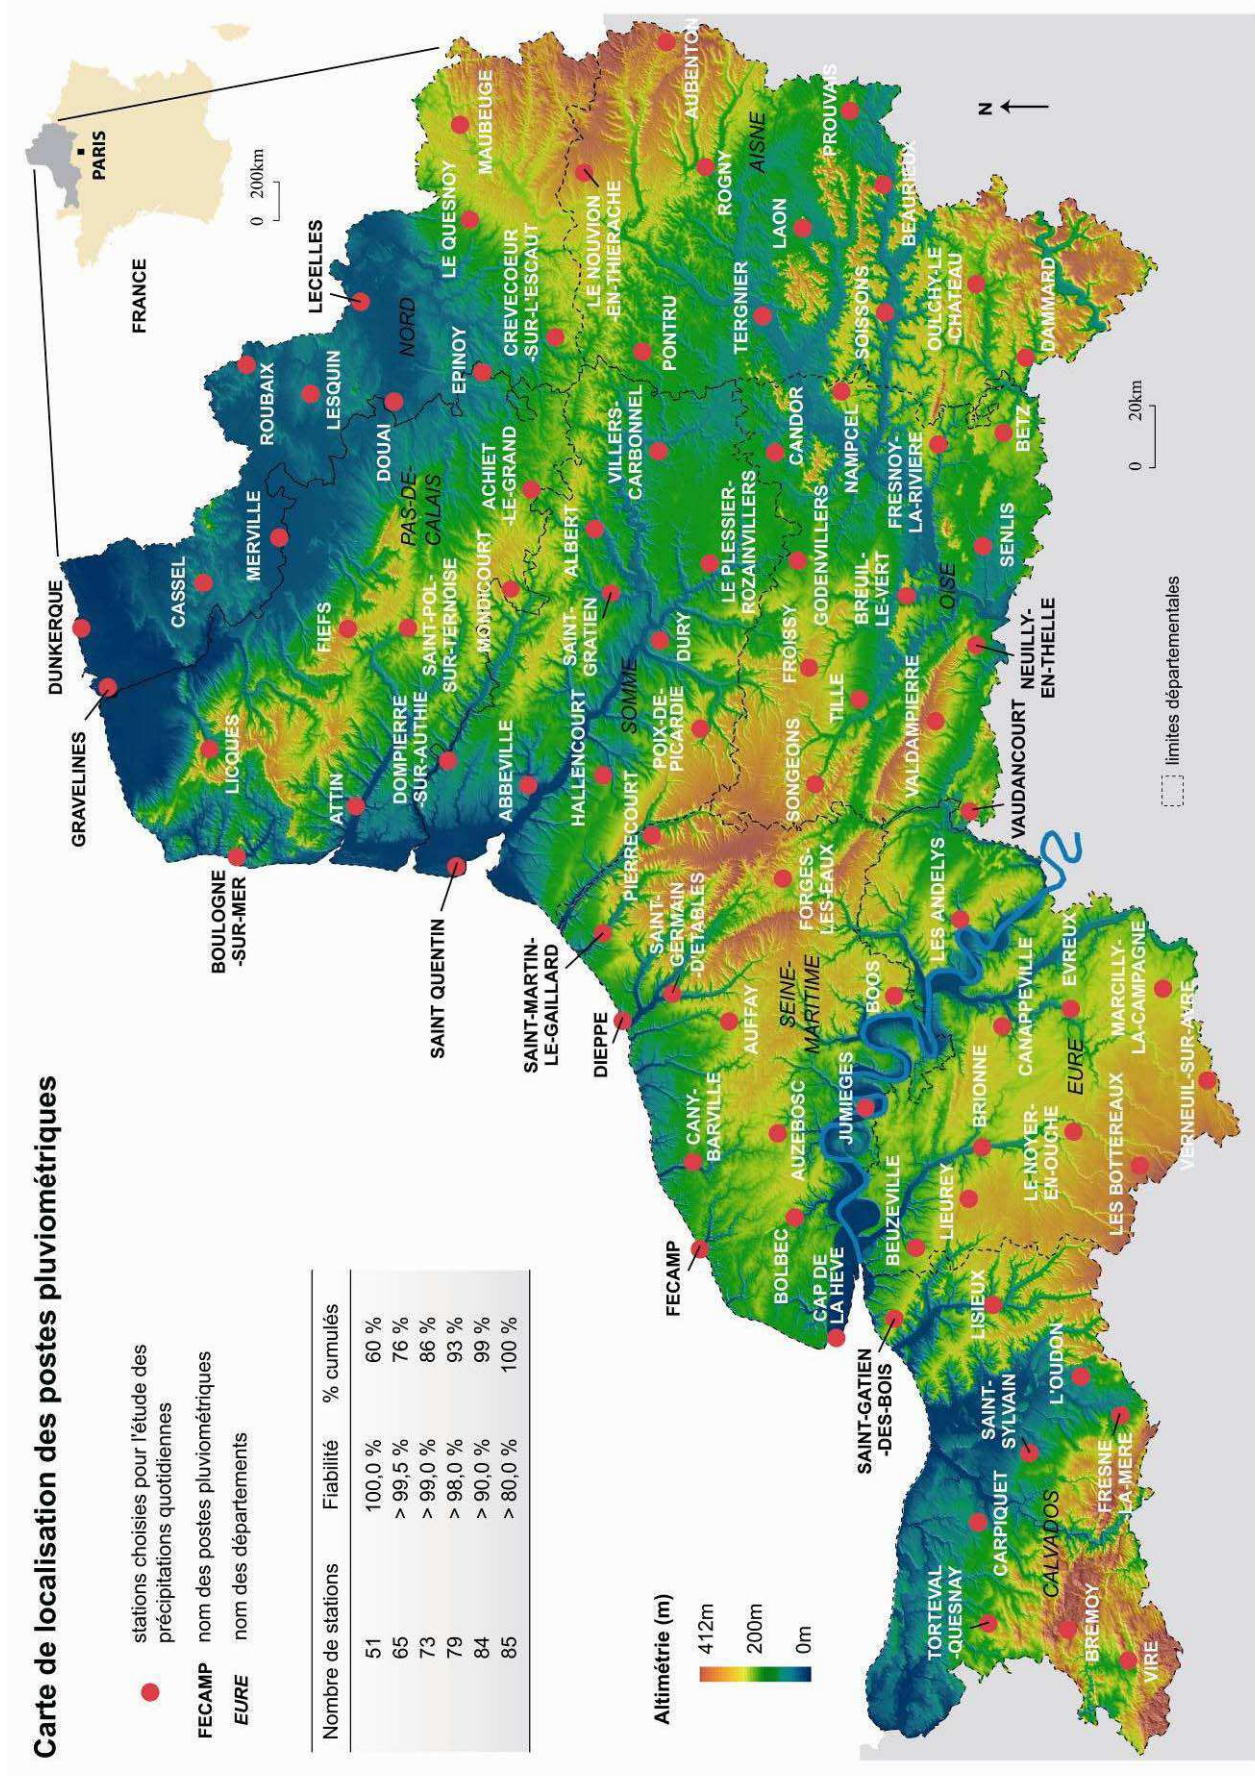 Carte de localisation des postes pluviométriques
stations choisies pour l'étude des
précipitations quotidiennes
FECAMP
nom des postes pluviométriques
EURE
nom des départements
Nombre de stations Fiabilité % cumulés
51 100,0 % 60 %
65 > 99,5 % 76 %
73 > 99,0 % 86 %
79 > 98,0 % 93 %
84 > 90,0 % 99 %
85 > 80,0 % 100 %
Altimétrie (m)
412m
200m
0m
FRANCE
PARIS
0 200km
DUNKERQUE
GRAVELINES
CASSEL
MERVILLE
ROUBAIX
LESQUIN
LECELLES
DOUAI
NORD
EPINOY
LE QUESNOY
MAUBEUGE
CREVECOEUR
-SUR-L'ESCAUT
LE NOUVION
EN-THIERACHE
AUBENTON
ROGNY
AISNE
LICQUES
BOULOGNE
-SUR-MER
ATTIN
FIEFS
PAS-DE-
CALAIS
SAINT-POL-
SUR-TERNOISE
DOMPIERRE
-SUR-AUTHIE
MONDICOURT
ACHIET
-LE-GRAND
SAINT QUENTIN
ABBEVILLE
HALLENCOURT
SOMME
SAINT-
GRATIEN
ALBERT
VILLERS-
CARBONNEL
PONTRU
TERGNIER
LAON
PROUVAIS
DURY
POIX-DE-
PICARDIE
LE PLESSIER-
ROZAINVILLERS
PIERRECOURT
SAINT-MARTIN-
LE-GAILLARD
DIEPPE
SAINT-
GERMAIN
-D'ETABLES
AUFFAY
SEINE-
MARITIME
FORGES-
LES-EAUX
SONGEONS
FROISSY
GODENVILLERS
CANDOR
NAMPCEL
SOISSONS
BEAURIEUX
TILLE
BREUIL-
LE-VERT
FRESNOY-
LA-RIVIERE
OULCHY-LE
-CHATEAU
VALDAMPIERRE
OISE
SENLIS
BETZ
DAMMARD
NEUILLY-
EN-THELLE
VAUDANCOURT
FECAMP
CANY-
BARVILLE
BOLBEC
AUZEBOSC
CAP DE
LA HEVE
JUMIEGES
BOOS
LES ANDELYS
BEUZEVILLE
LIEUREY
BRIONNE
CANAPPEVILLE
EVREUX
EURE
LE NOYER-
EN-OUCHE
MARCILLY-
LA-CAMPAGNE
LES BOTTEREAUX
VERNEUIL-SUR-AVRE
SAINT-GATIEN
-DES-BOIS
LISIEUX
L'OUDON
SAINT-
SYLVAIN
FRESNE
LA-MERE
CARPIQUET
CALVADOS
TORTEVAL
-QUESNAY
BREMOY
VIRE
N
0 20km
limites départementales